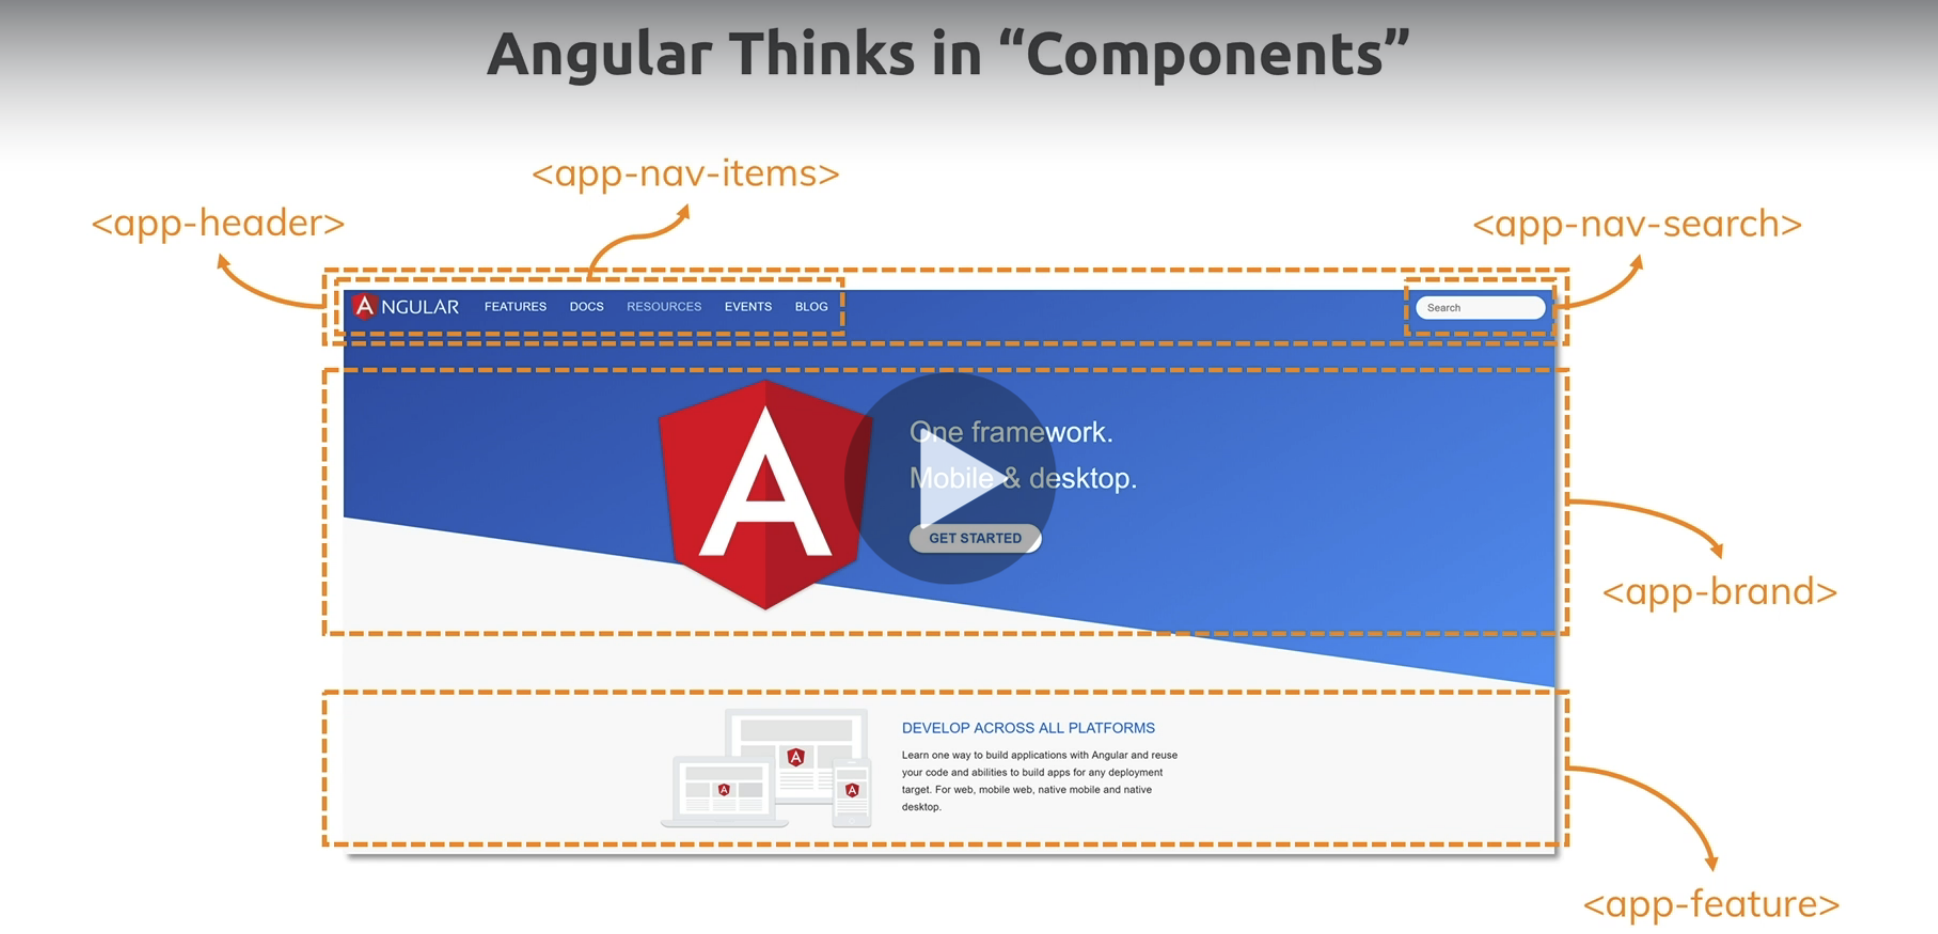 Angular Thinks in “Components”
<app-nav-items>
<app-header>
<app-nav-search>
NGULAR FEATURES DOCS RESOURCES EVENTS BLOG
Search
One framework.
Mobile & desktop.
GET STARTED
<app-brand>
DEVELOP ACROSS ALL PLATFORMS
Learn one way to build applications with Angular and reuse
your code and abilities to build apps for any deployment
target. For web, mobile web, native mobile and native
desktop.
<app-feature>